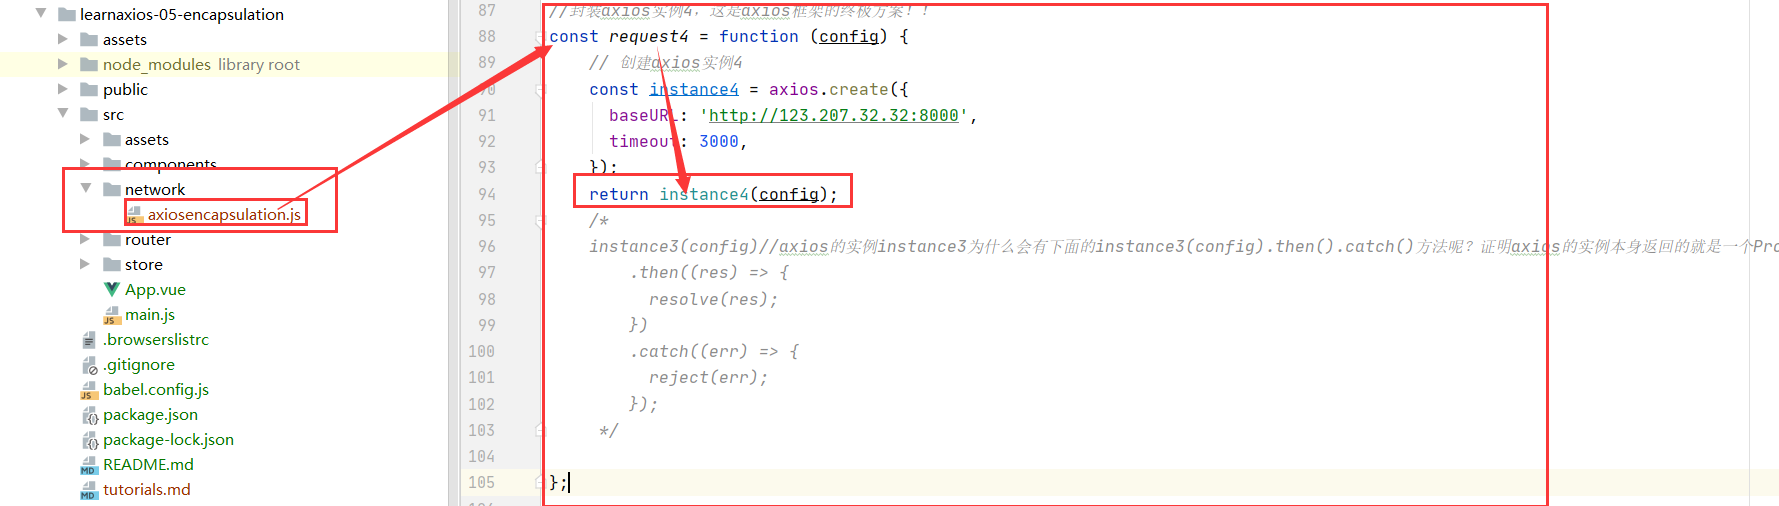 learnaxios-05-encapsulation
assets
node_modules library root
public
src
assets
components
network
axiosencapsulation.js
router
store
App.vue
main.js
.browserslistrc
.gitignore
babel.config.js
package.json
package-lock.json
README.md
tutorials.md
87 //封装axios实例4，这是axios框架的终极方案！！
88 const request4 = function (config) {
89 // 创建axios实例4
90 const instance4 = axios.create({
91 baseURL: 'http://123.207.32.32:8000',
92 timeout: 3000,
93 });
94 return instance4(config);
95 /*
96 instance3(config)//axios的实例instance3为什么会有下面的instance3(config).then().catch()方法呢？证明axios的实例本身返回的就是一个Pro
97 .then((res) => {
98 resolve(res);
99 })
100 .catch((err) => {
101 reject(err);
102 });
103 */
104
105 };